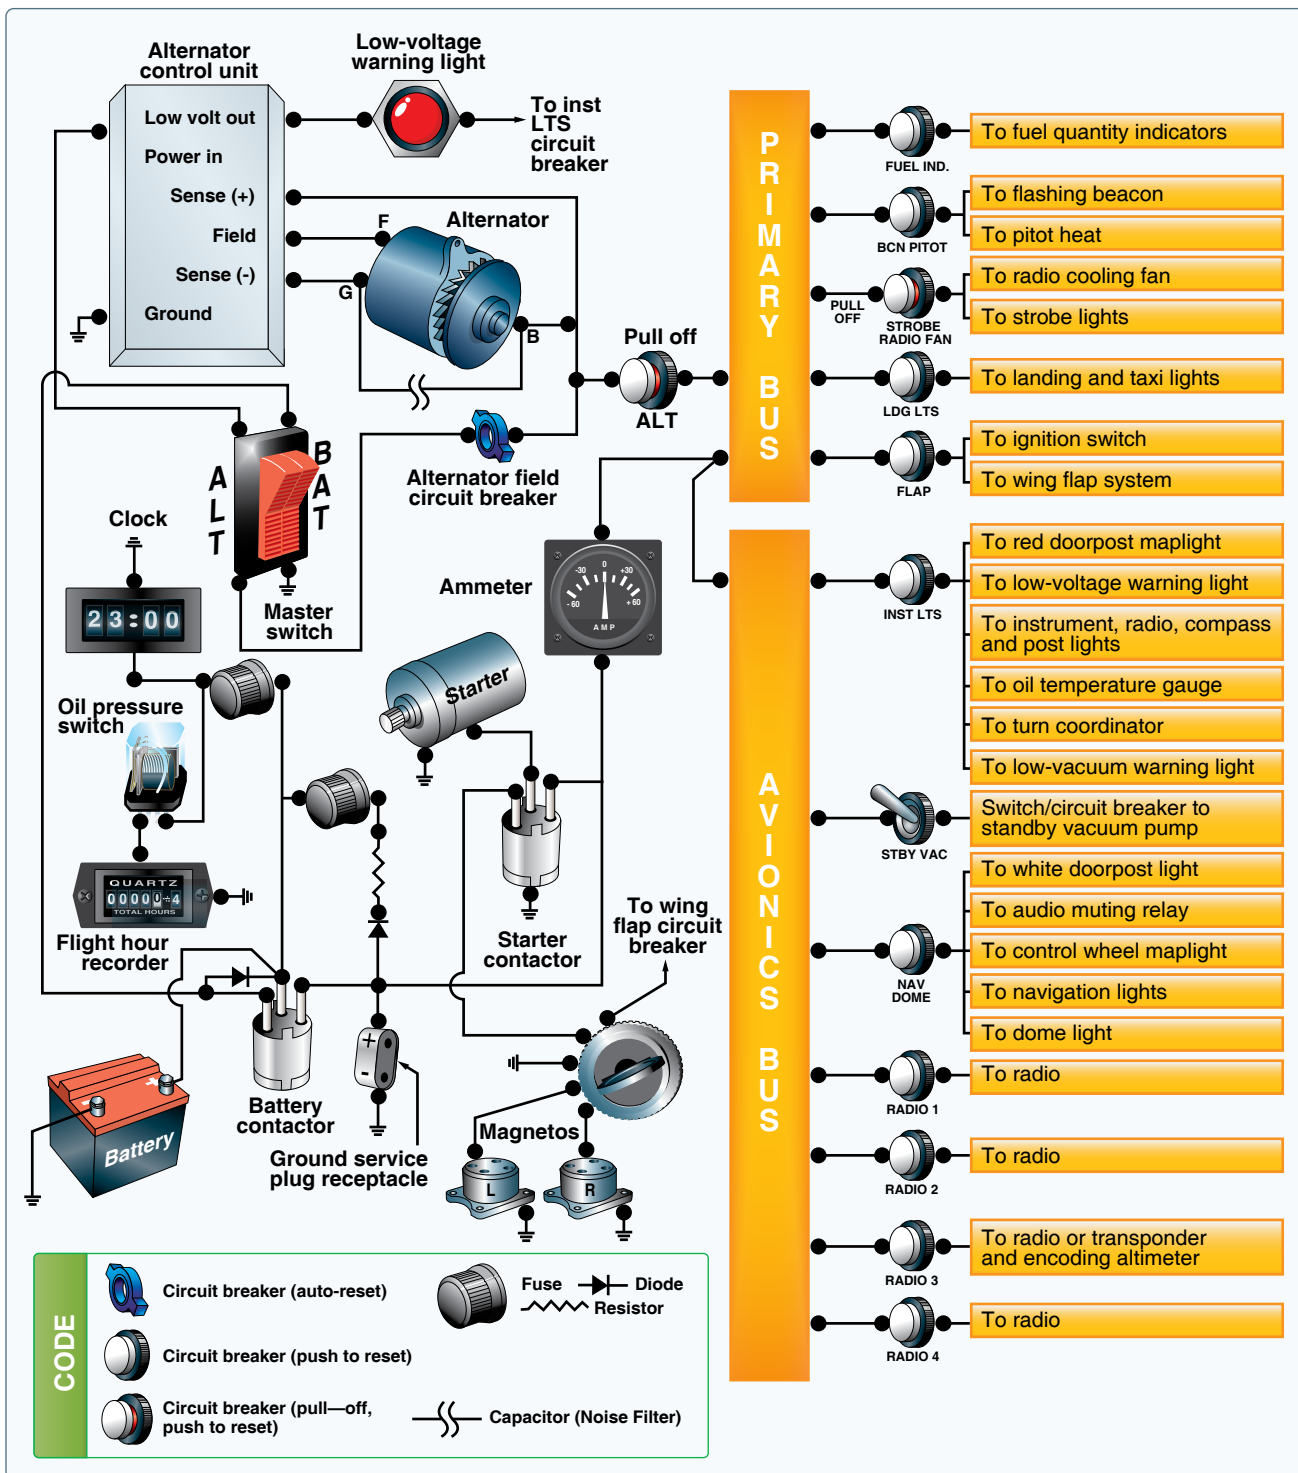 Alternator
control unit
Low volt out
Power in
Sense (+)
Field
Sense (-)
Ground
Low-voltage
warning light
To inst
LTS
circuit
breaker
F
Alternator
G
B
Pull off
ALT
Alternator field
circuit breaker
ALT
BAT
Master
switch
Clock
23:00
Oil pressure
switch
QUARTZ
00000÷4
TOTAL HOURS
Flight hour
recorder
Ammeter
-60
-30
0
+30
+60
AMP
Starter
Starter
contactor
To wing
flap circuit
breaker
Battery
Battery
contactor
+
-
Ground service
plug receptacle
Magnetos
L
R
PRIMARY BUS
FUEL IND.
To fuel quantity indicators
BCN PITOT
To flashing beacon
To pitot heat
PULL
OFF
STROBE
RADIO FAN
To radio cooling fan
To strobe lights
LDG LTS
To landing and taxi lights
FLAP
To ignition switch
To wing flap system
AVIONICS BUS
INST LTS
To red doorpost maplight
To low-voltage warning light
To instrument, radio, compass
and post lights
To oil temperature gauge
To turn coordinator
To low-vacuum warning light
STBY VAC
Switch/circuit breaker to
standby vacuum pump
NAV
DOME
To white doorpost light
To audio muting relay
To control wheel maplight
To navigation lights
To dome light
RADIO 1
To radio
RADIO 2
To radio
RADIO 3
To radio or transponder
and encoding altimeter
RADIO 4
To radio
CODE
Circuit breaker (auto-reset)
Circuit breaker (push to reset)
Circuit breaker (pull—off,
push to reset)
Fuse
Diode
Resistor
Capacitor (Noise Filter)